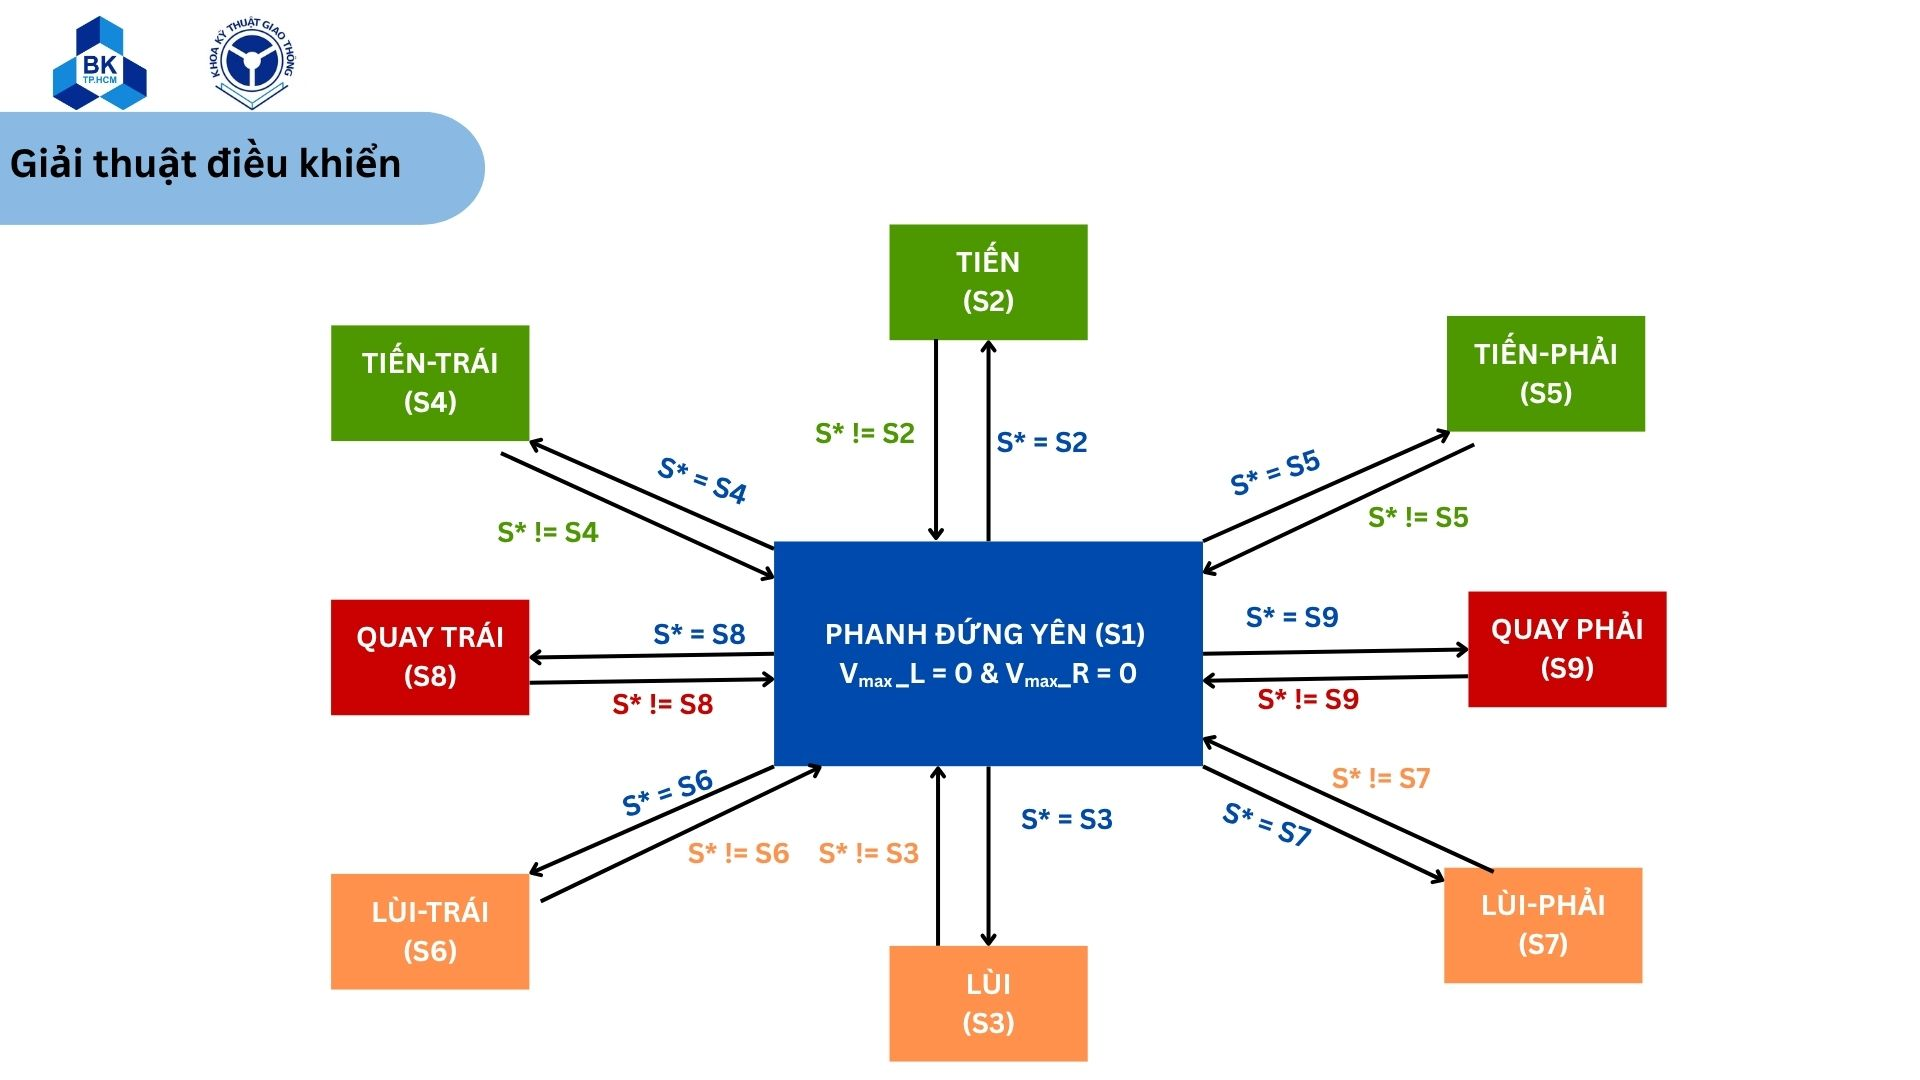 BK
TP.HCM
KHOA KỸ THUẬT GIAO THÔNG
Giải thuật điều khiển
TIẾN
(S2)
TIẾN-TRÁI
(S4)
TIẾN-PHẢI
(S5)
S* != S2
S* = S2
S* = S4
S* = S5
S* != S4
S* != S5
QUAY TRÁI
(S8)
S* = S8
S* != S8
PHANH ĐỨNG YÊN (S1)
Vmax_L = 0 & Vmax_R = 0
S* = S9
S* != S9
QUAY PHẢI
(S9)
S* = S6
S* != S6
S* != S3
S* = S3
S* != S7
S* = S7
LÙI-TRÁI
(S6)
LÙI
(S3)
LÙI-PHẢI
(S7)